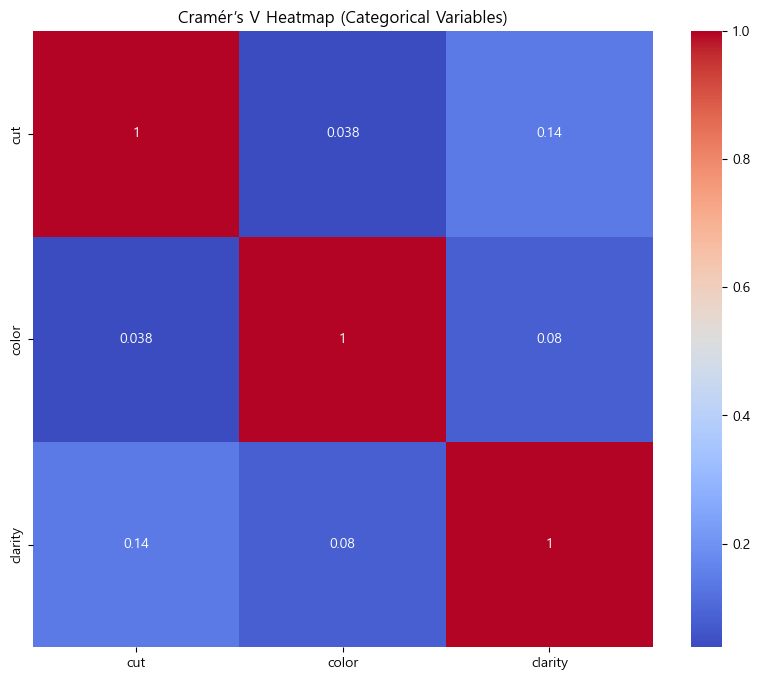 Cramér’s V Heatmap (Categorical Variables)
cut 1 0.038 0.14
color 0.038 1 0.08
clarity 0.14 0.08 1
cut color clarity
1.0
0.8
0.6
0.4
0.2